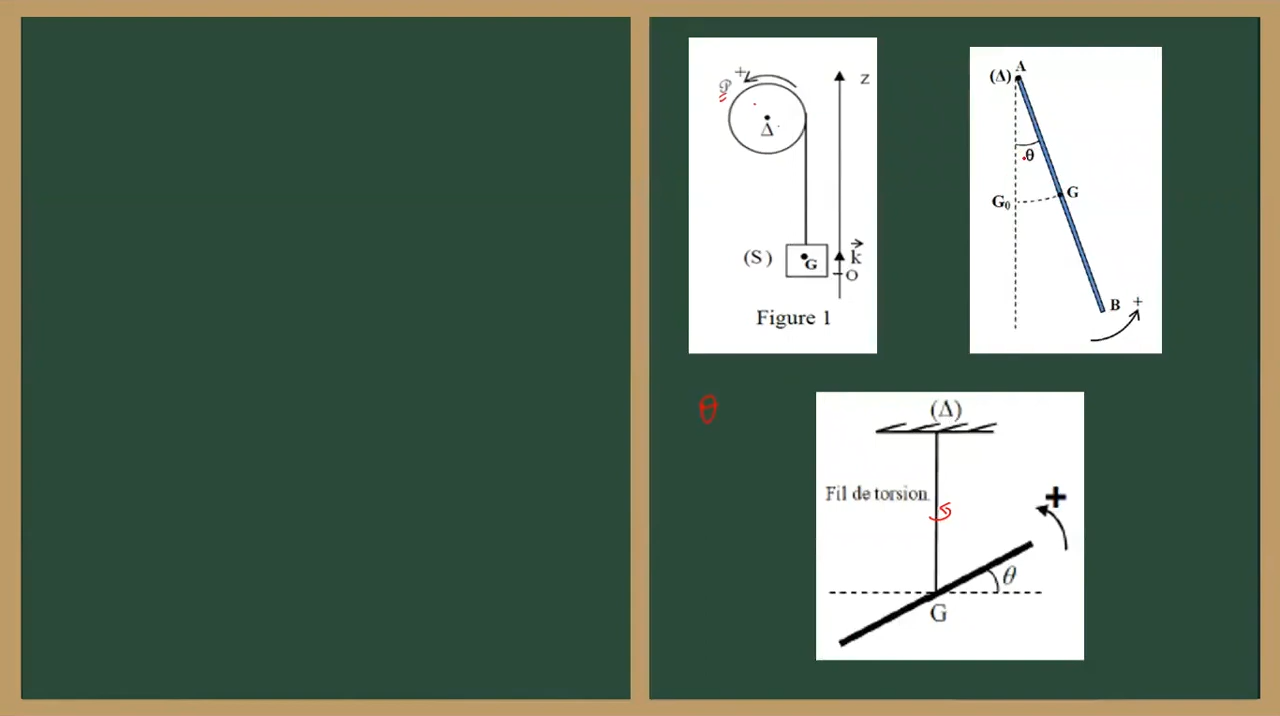 +
𝒫
Δ
z
(S)
G
k
O
Figure 1
A
(Δ)
θ
G₀
G
B
+
θ
(Δ)
Fil de torsion
+
θ
G